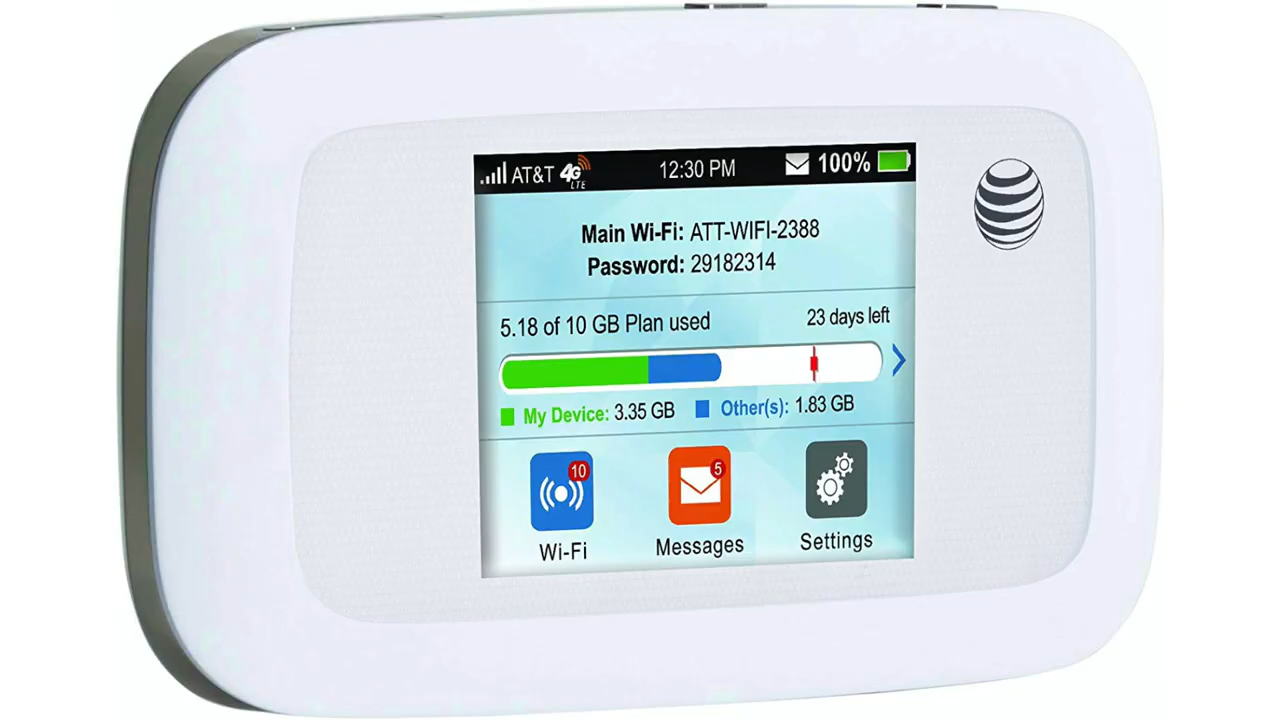 AT&T 4G LTE 12:30 PM 100%
Main Wi-Fi: ATT-WIFI-2388
Password: 29182314
5.18 of 10 GB Plan used 23 days left
My Device: 3.35 GB Other(s): 1.83 GB
10 5
Wi-Fi Messages Settings